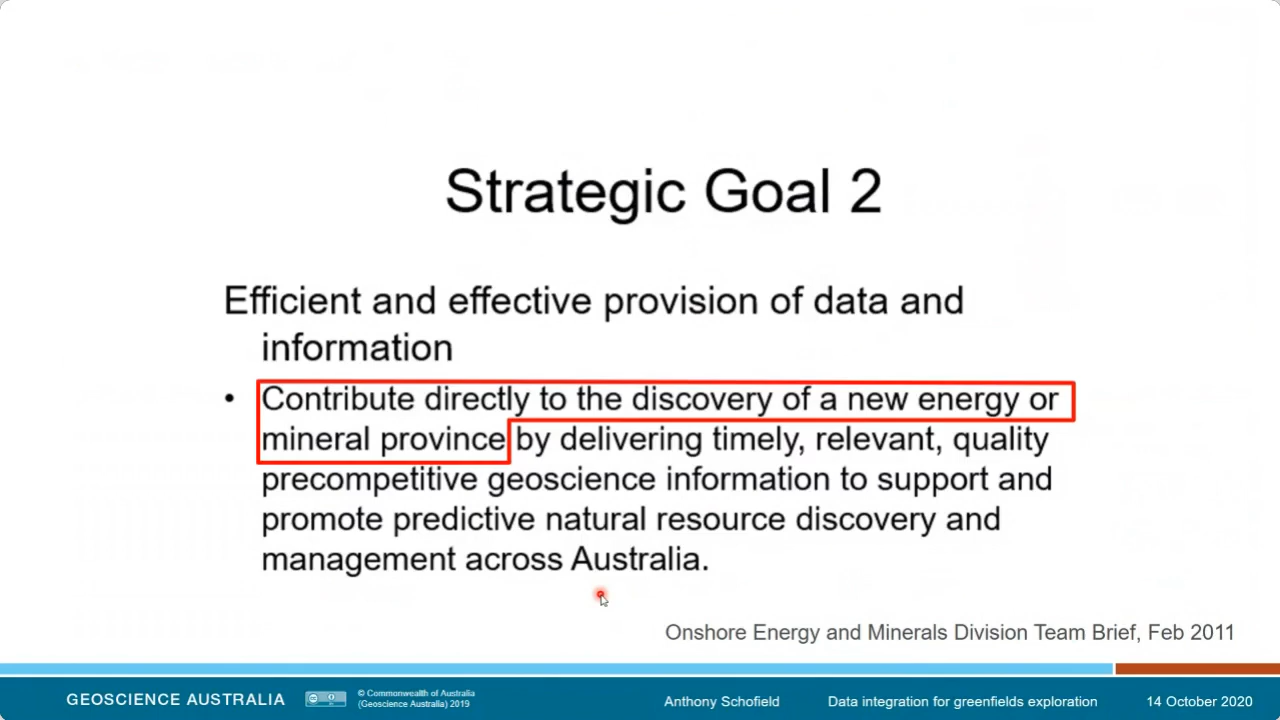 Strategic Goal 2
Efficient and effective provision of data and
information
• Contribute directly to the discovery of a new energy or
mineral province by delivering timely, relevant, quality
precompetitive geoscience information to support and
promote predictive natural resource discovery and
management across Australia.
Onshore Energy and Minerals Division Team Brief, Feb 2011
GEOSCIENCE AUSTRALIA
© Commonwealth of Australia
(Geoscience Australia) 2019
Anthony Schofield
Data integration for greenfields exploration
14 October 2020